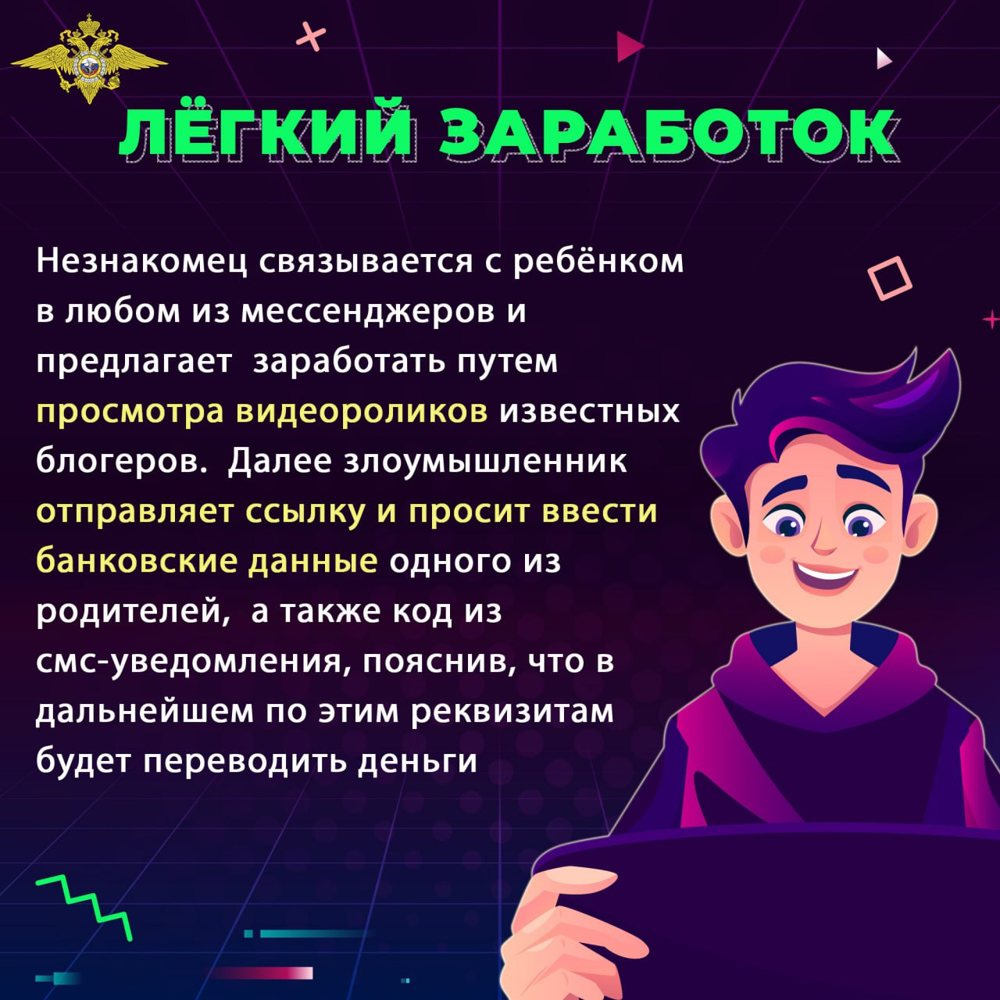 ЛЁГКИЙ ЗАРАБОТОК
Незнакомец связывается с ребёнком
в любом из мессенджеров и
предлагает заработать путем
просмотра видеороликов известных
блогеров. Далее злоумышленник
отправляет ссылку и просит ввести
банковские данные одного из
родителей, а также код из
смс-уведомления, пояснив, что в
дальнейшем по этим реквизитам
будет переводить деньги